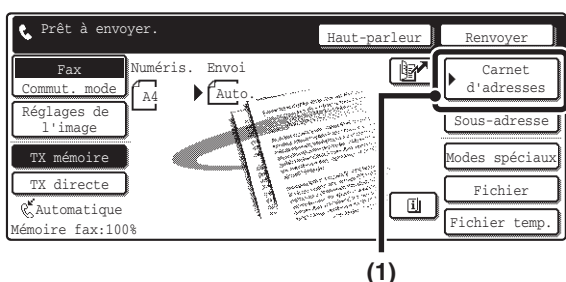 Prêt à envoyer.
Haut-parleur
Renvoyer
Fax
Commut. mode
Numéris.
Envoi
A4
Auto.
Carnet
d'adresses
Réglages de
l'image
Sous-adresse
TX mémoire
Modes spéciaux
TX directe
Fichier
Automatique
Mémoire fax:100%
Fichier temp.
(1)